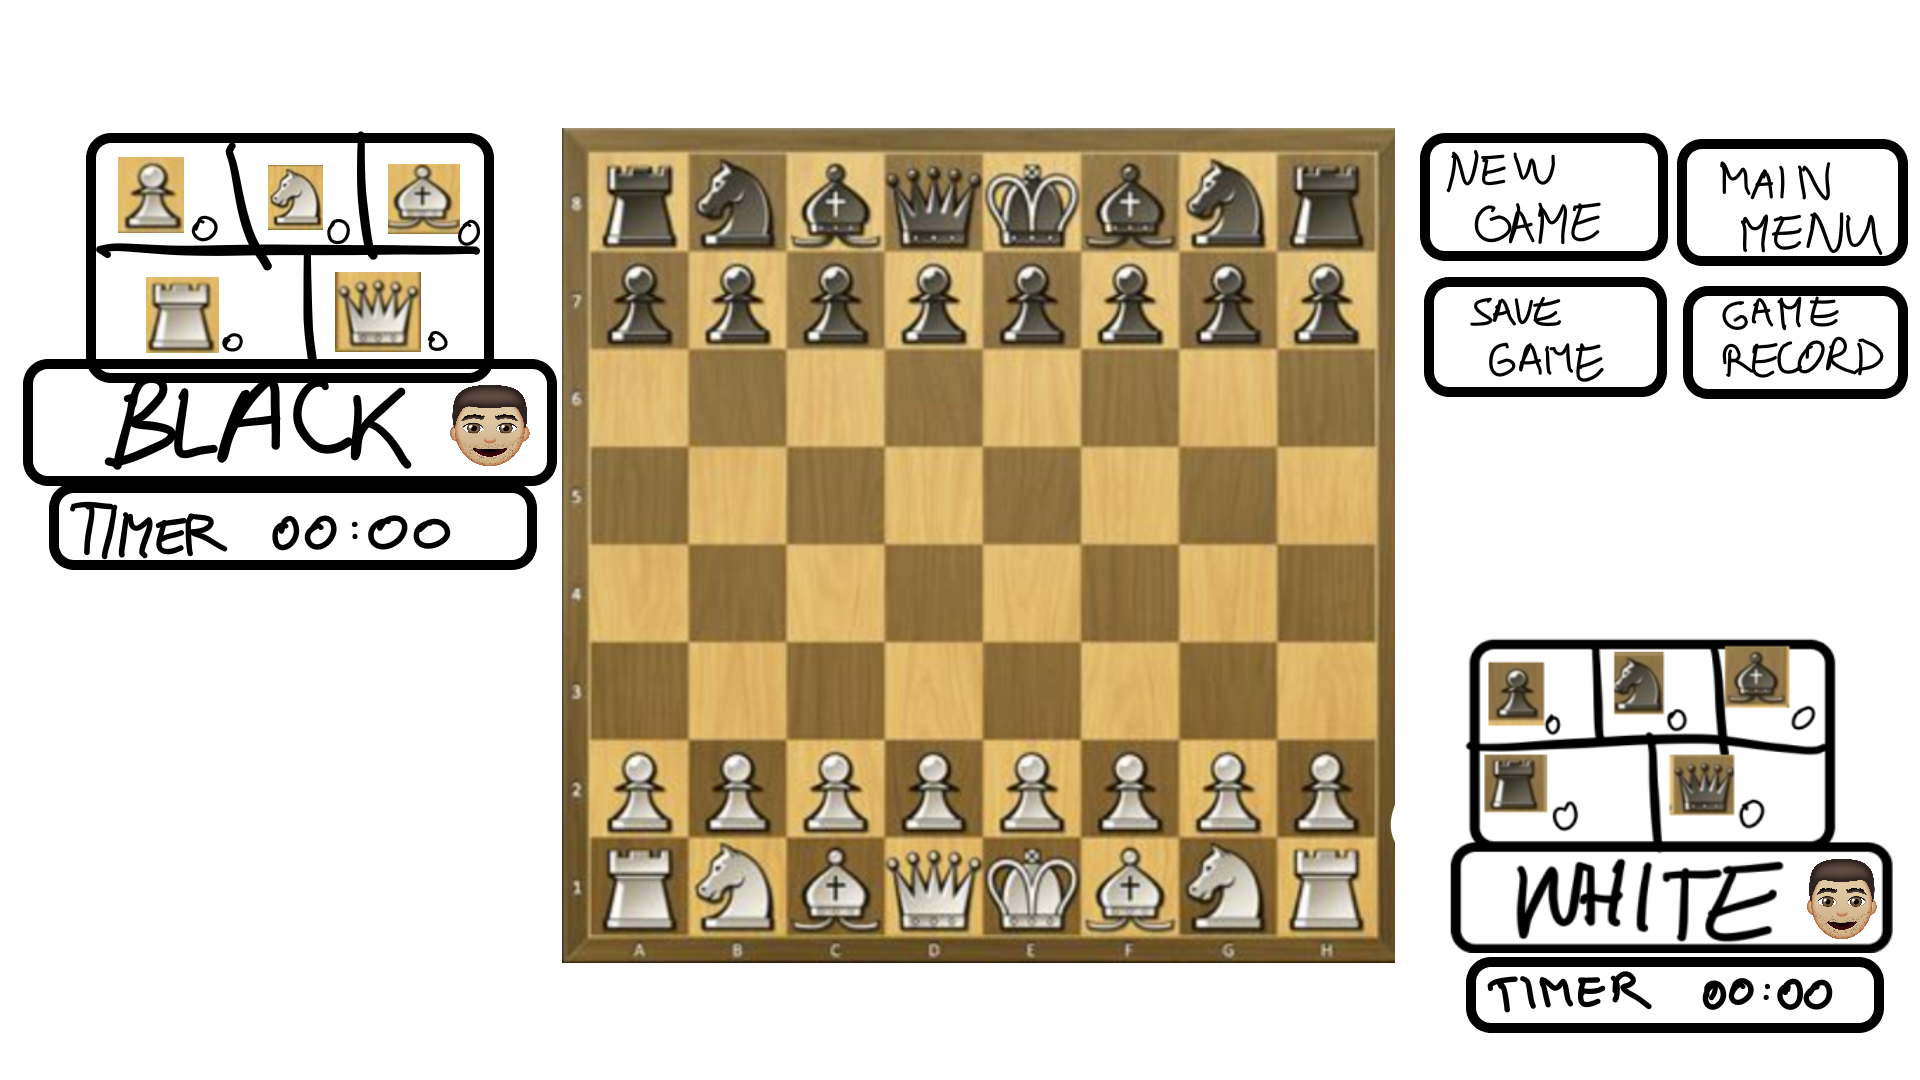 0 0 0
0 0
BLACK
TIMER 00:00
8
7
6
5
4
3
2
1
A B C D E F G H
NEW
GAME
MAIN
MENU
SAVE
GAME
GAME
RECORD
0 0 0
0 0
WHITE
TIMER 00:00